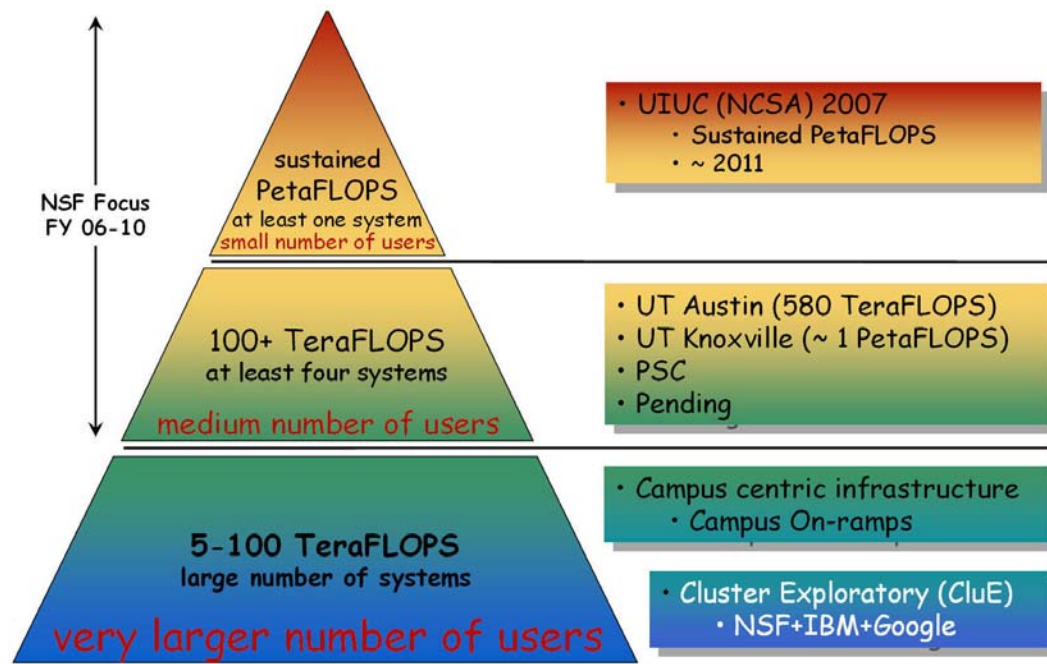 NSF Focus
FY 06-10
sustained
PetaFLOPS
at least one system
small number of users
• UIUC (NCSA) 2007
• Sustained PetaFLOPS
• ~ 2011
100+ TeraFLOPS
at least four systems
medium number of users
• UT Austin (580 TeraFLOPS)
• UT Knoxville (~ 1 PetaFLOPS)
• PSC
• Pending
5-100 TeraFLOPS
large number of systems
very larger number of users
• Campus centric infrastructure
• Campus On-ramps
• Cluster Exploratory (CluE)
• NSF+IBM+Google